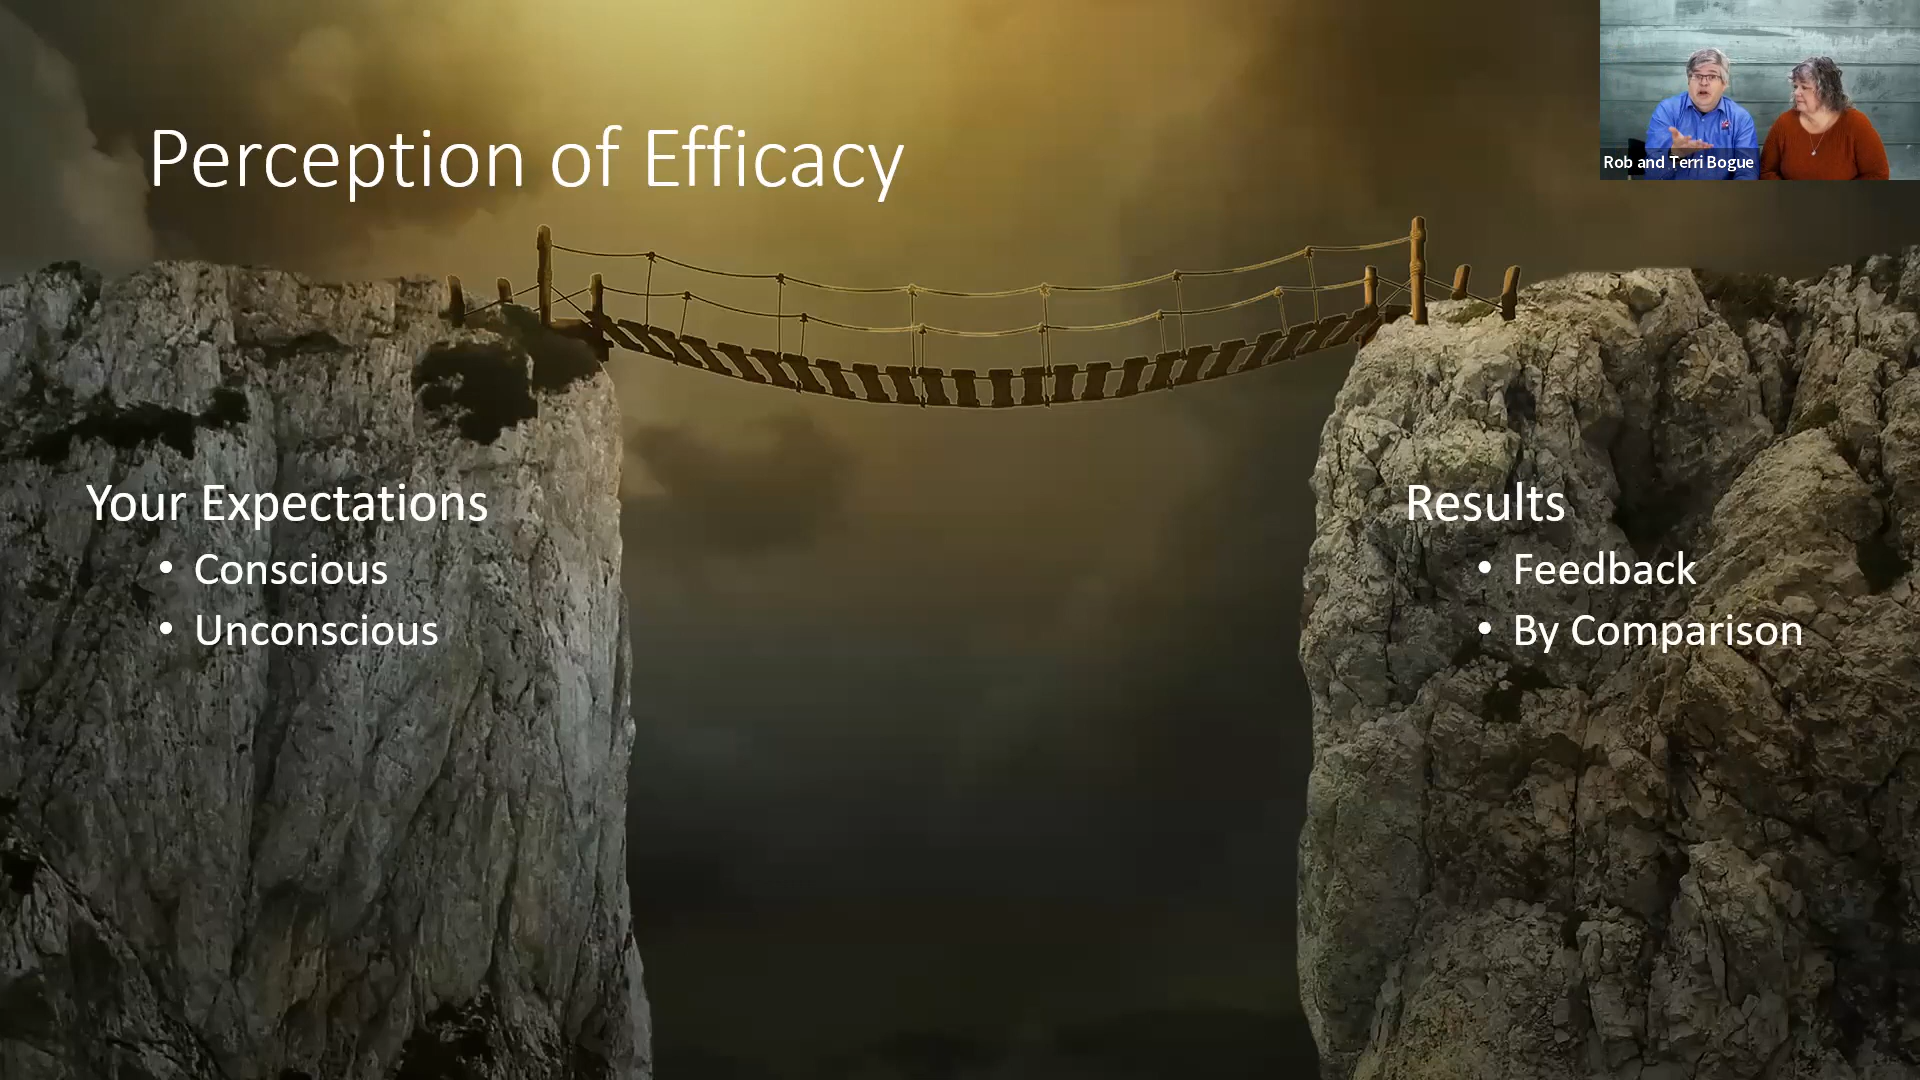 Perception of Efficacy
Rob and Terri Bogue
Your Expectations
• Conscious
• Unconscious
Results
• Feedback
• By Comparison